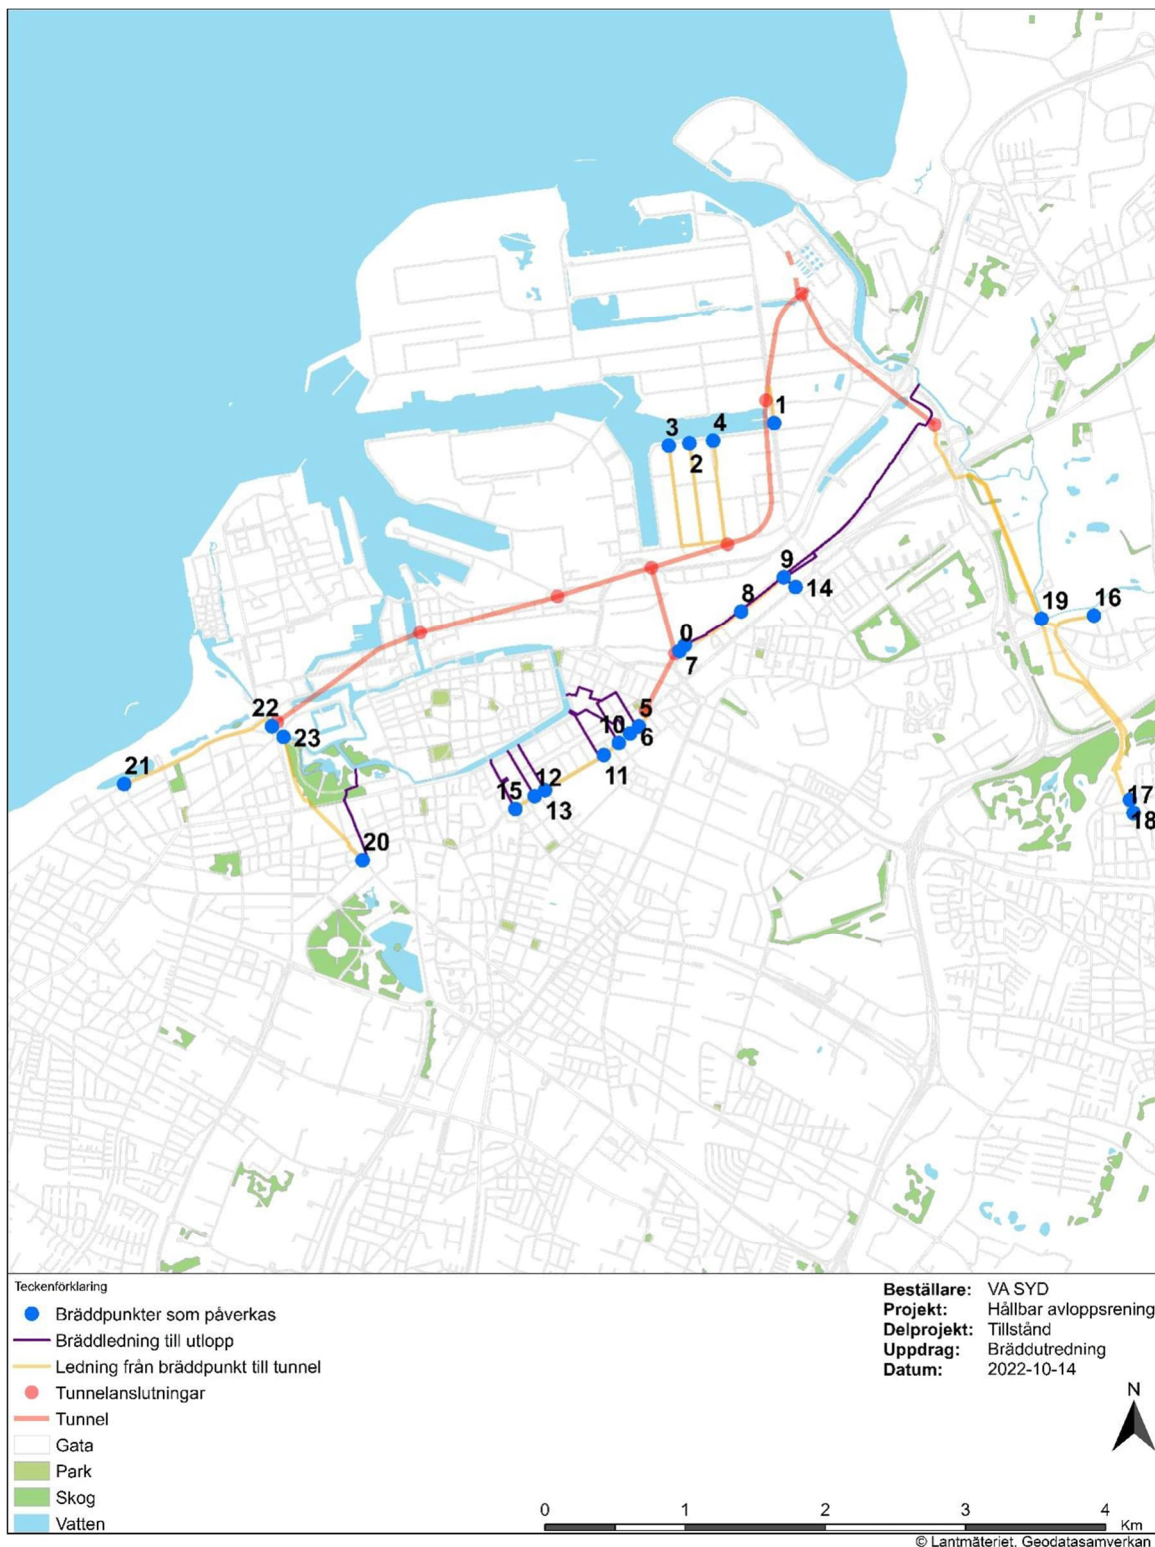 1
3
4
2
9
14
8
19
16
0
7
22
5
10
6
23
11
21
12
15
13
17
18
20
Teckenförklaring
Bräddpunkter som påverkas
Bräddledning till utlopp
Ledning från bräddpunkt till tunnel
Tunnelanslutningar
Tunnel
Gata
Park
Skog
Vatten
Beställare: VA SYD
Projekt: Hållbar avloppsrening
Delprojekt: Tillstånd
Uppdrag: Bräddutredning
Datum: 2022-10-14
N
0 1 2 3 4
Km
© Lantmäteriet, Geodatasamverkan